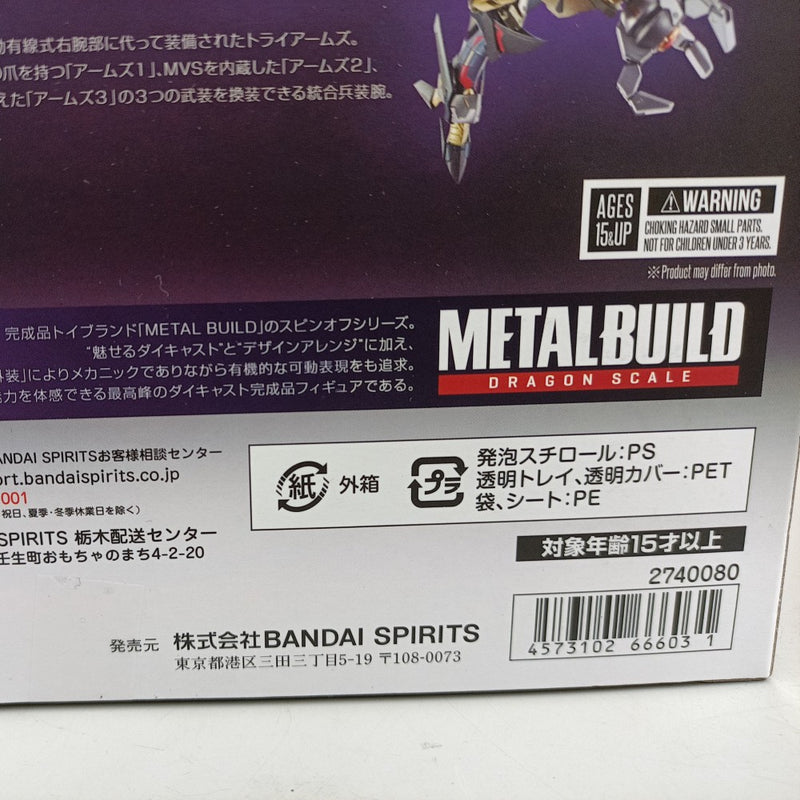 動有線式右腕部に代って装備されたトライアームズ。
の爪を持つ「アームズ1」、MVSを内蔵した「アームズ2」、
えた「アームズ3」の3つの武装を換装できる統合兵装腕。
AGES
15&UP
⚠WARNING
CHOKING HAZARD SMALL PARTS.
NOT FOR CHILDREN UNDER 3 YEARS.
※Product may differ from photo.
完成品トイブランド「METAL BUILD」のスピンオフシリーズ。
"魅せるダイキャスト"と"デザインアレンジ"に加え、
外装」によりメカニックでありながら有機的な可動表現をも追求。
力を体感できる最高峰のダイキャスト完成品フィギュアである。
METAL BUILD
DRAGON SCALE
ANDAI SPIRITSお客様相談センター
ort.bandaispirits.co.jp
001
祝日、夏季・冬季休業日を除く)
SPIRITS 栃木配送センター
壬生町おもちゃのまち4-2-20
紙 外箱
プラ
発泡スチロール:PS
透明トレイ、透明カバー:PET
袋、シート:PE
対象年齢15才以上
2740080
4573102 66603 1
発売元 株式会社BANDAI SPIRITS
東京都港区三田三丁目5-19 〒108-0073